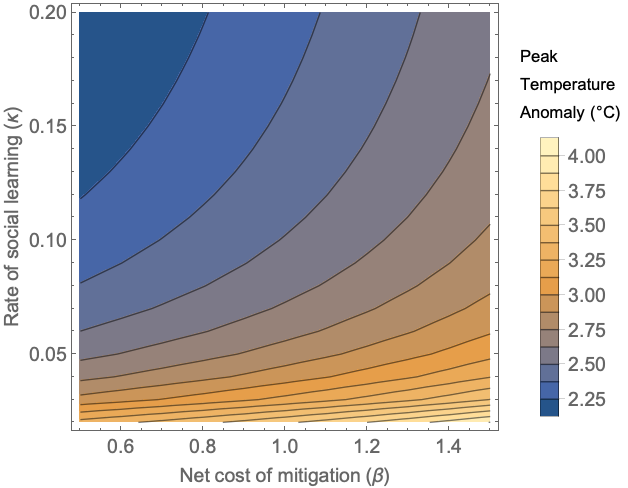 0.20
0.15
0.10
0.05
Rate of social learning (κ)
0.6 0.8 1.0 1.2 1.4
Net cost of mitigation (β)
Peak
Temperature
Anomaly (°C)
4.00
3.75
3.50
3.25
3.00
2.75
2.50
2.25